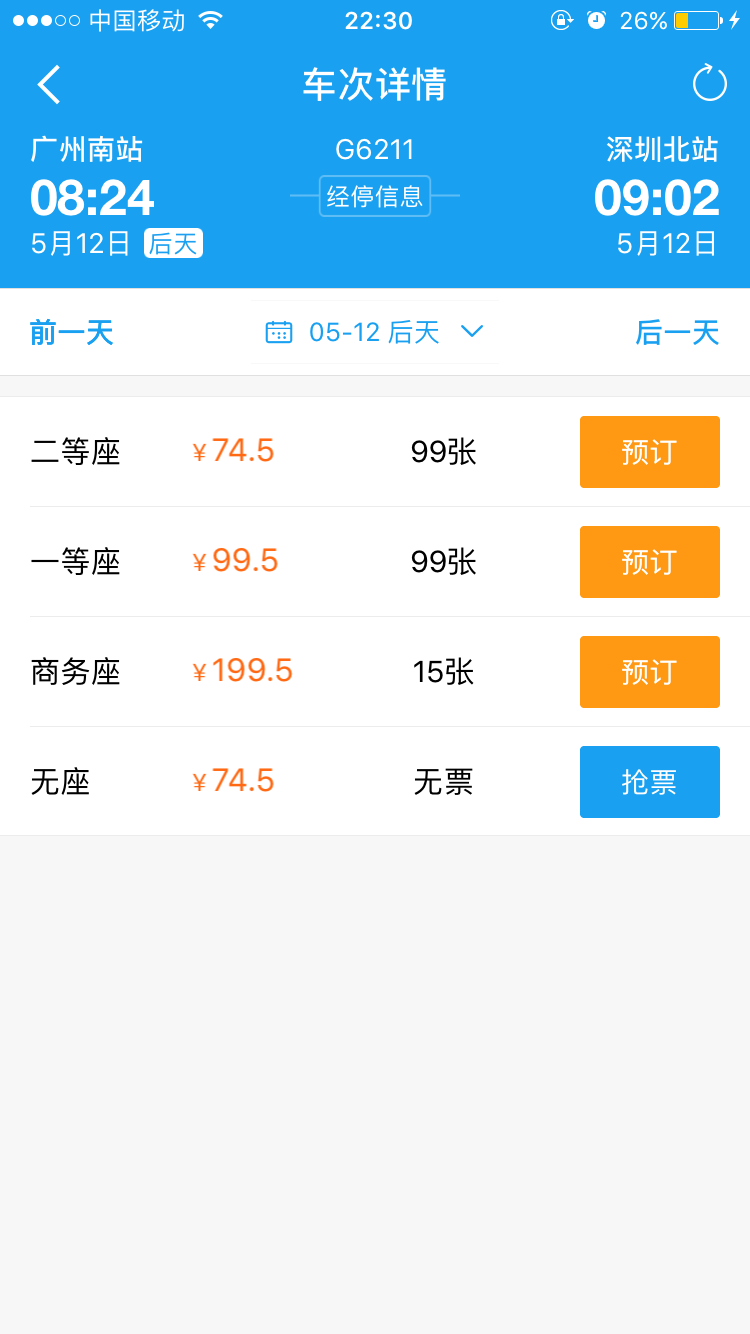 中国移动 22:30 26%
车次详情
广州南站 G6211 深圳北站
08:24 经停信息 09:02
5月12日 后天 5月12日
前一天 05-12 后天 后一天
二等座 ¥74.5 99张 预订
一等座 ¥99.5 99张 预订
商务座 ¥199.5 15张 预订
无座 ¥74.5 无票 抢票